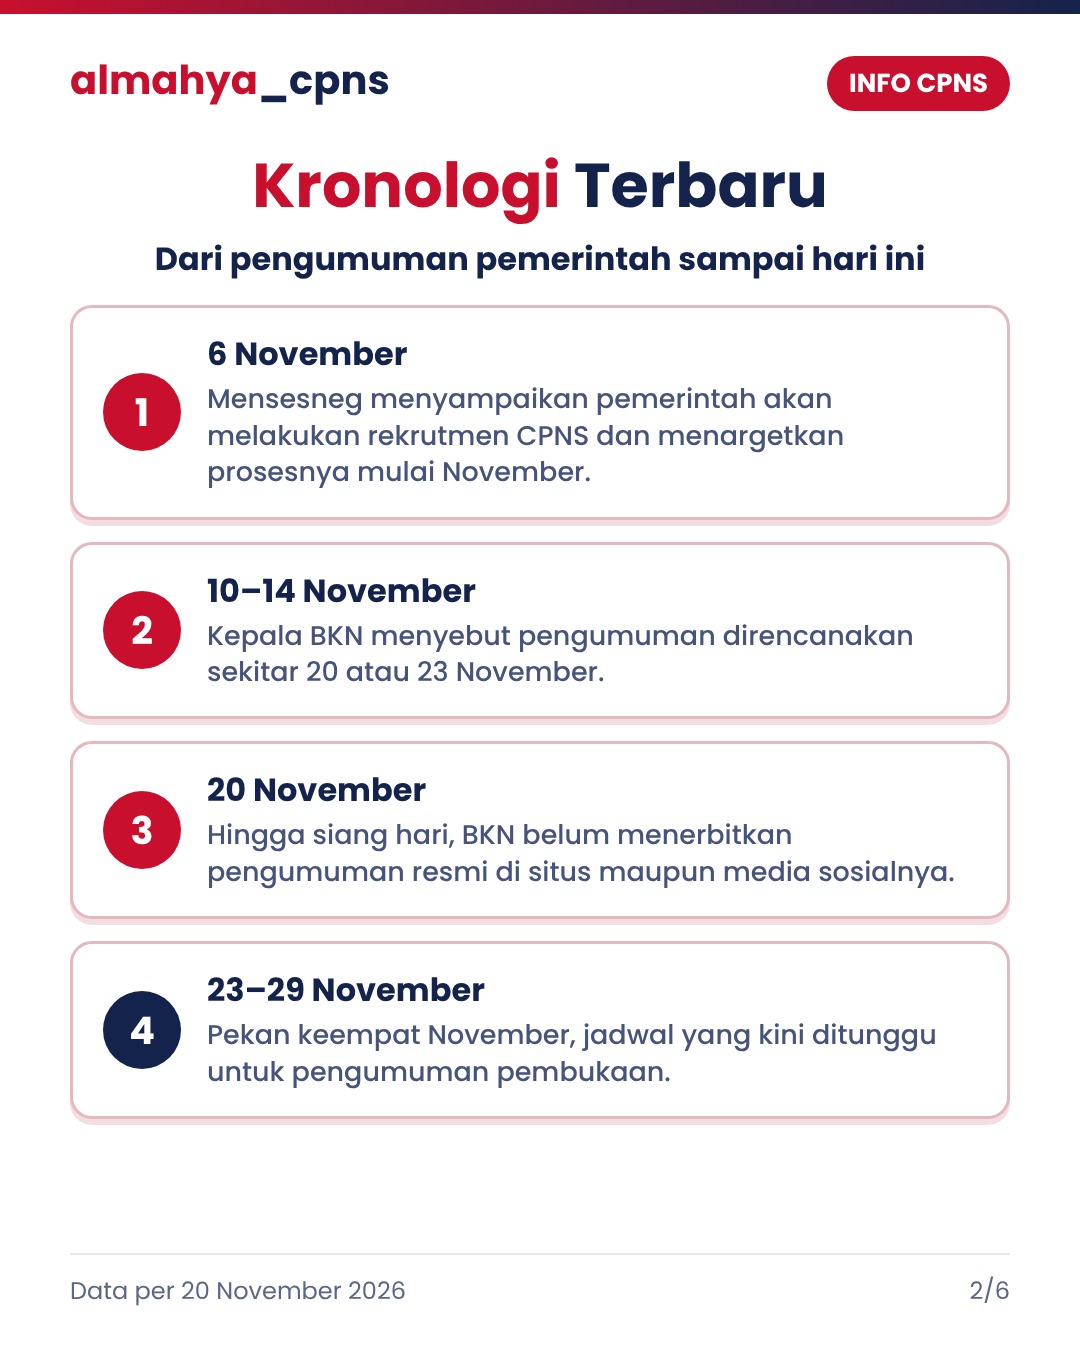 almahya_cpns
INFO CPNS
Kronologi Terbaru
Dari pengumuman pemerintah sampai hari ini
1
6 November
Mensesneg menyampaikan pemerintah akan
melakukan rekrutmen CPNS dan menargetkan
prosesnya mulai November.
2
10–14 November
Kepala BKN menyebut pengumuman direncanakan
sekitar 20 atau 23 November.
3
20 November
Hingga siang hari, BKN belum menerbitkan
pengumuman resmi di situs maupun media sosialnya.
4
23–29 November
Pekan keempat November, jadwal yang kini ditunggu
untuk pengumuman pembukaan.
Data per 20 November 2026
2/6